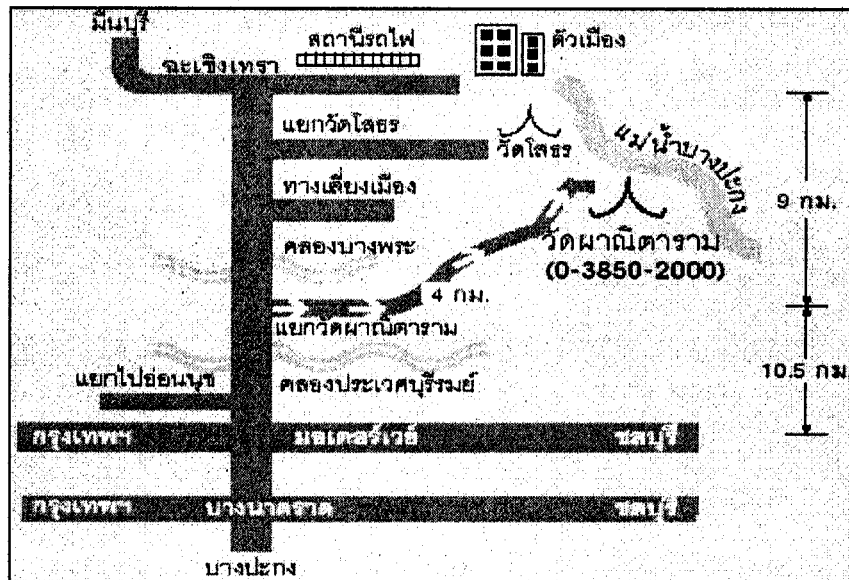 มีนบุรี
สถานีรถไฟ
ตัวเมือง
ฉะเชิงเทรา
แยกวัดโสธร
วัดโสธร
แม่น้ำบางปะกง
ทางเลี่ยงเมือง
9 กม.
คลองบางพระ
วัดผาณิตาราม
(0-3850-2000)
4 กม.
แยกวัดผาณิตาราม
10.5 กม.
แยกไปอ่อนนุช
คลองประเวศบุรีรมย์
กรุงเทพฯ มอเตอร์เวย์ ชลบุรี
กรุงเทพฯ บางนาตราด ชลบุรี
บางปะกง